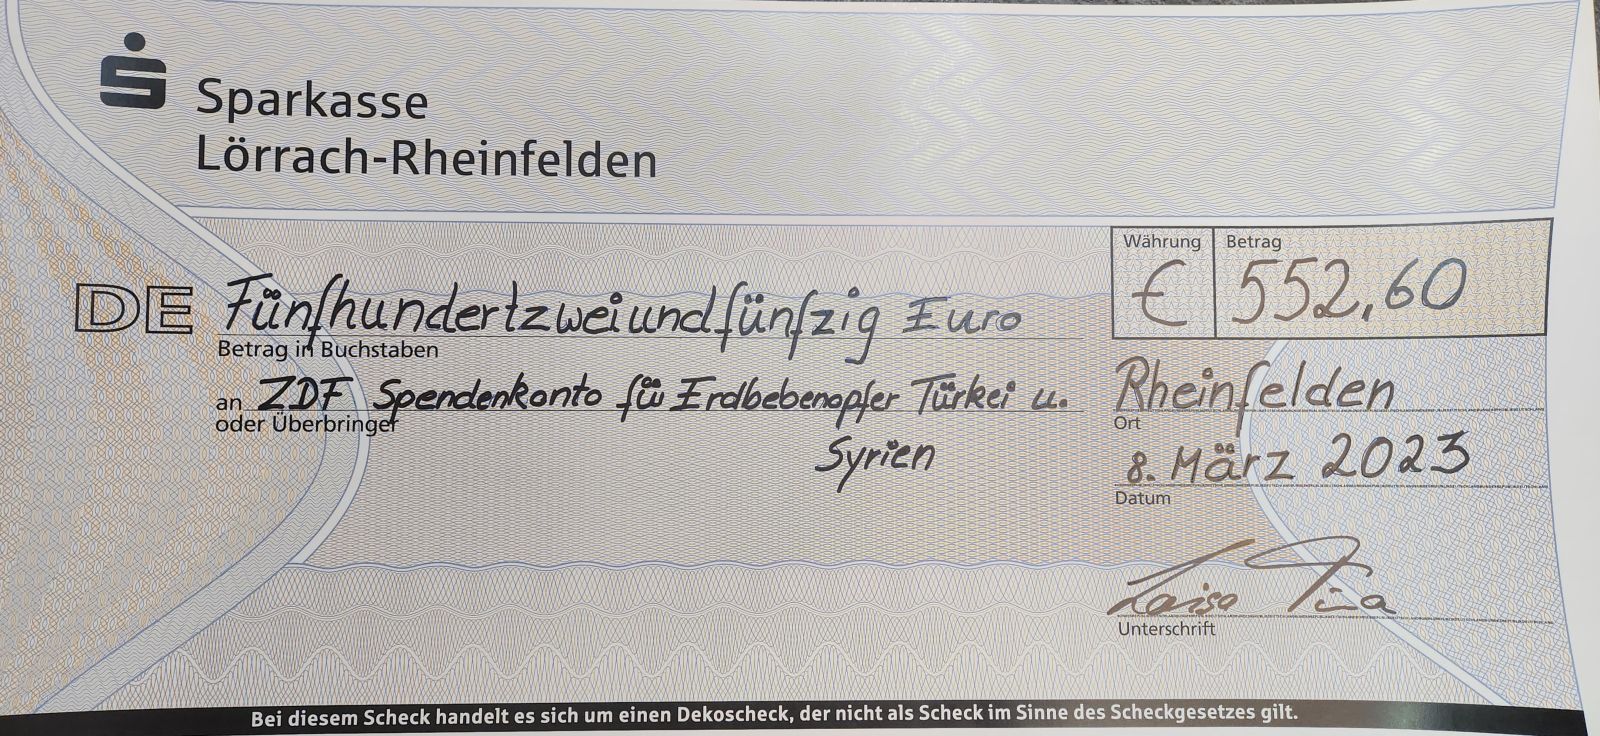 Sparkasse
Lörrach-Rheinfelden
Währung Betrag
€ 552,60
DE Fünfhundertzweiundfünfzig Euro
Betrag in Buchstaben
an ZDF Spendenkonto für Erdbebenopfer Türkei u.
oder Überbringer
Syrien
Rheinfelden
Ort
8. März 2023
Datum
Unterschrift
Bei diesem Scheck handelt es sich um einen Dekoscheck, der nicht als Scheck im Sinne des Scheckgesetzes gilt.